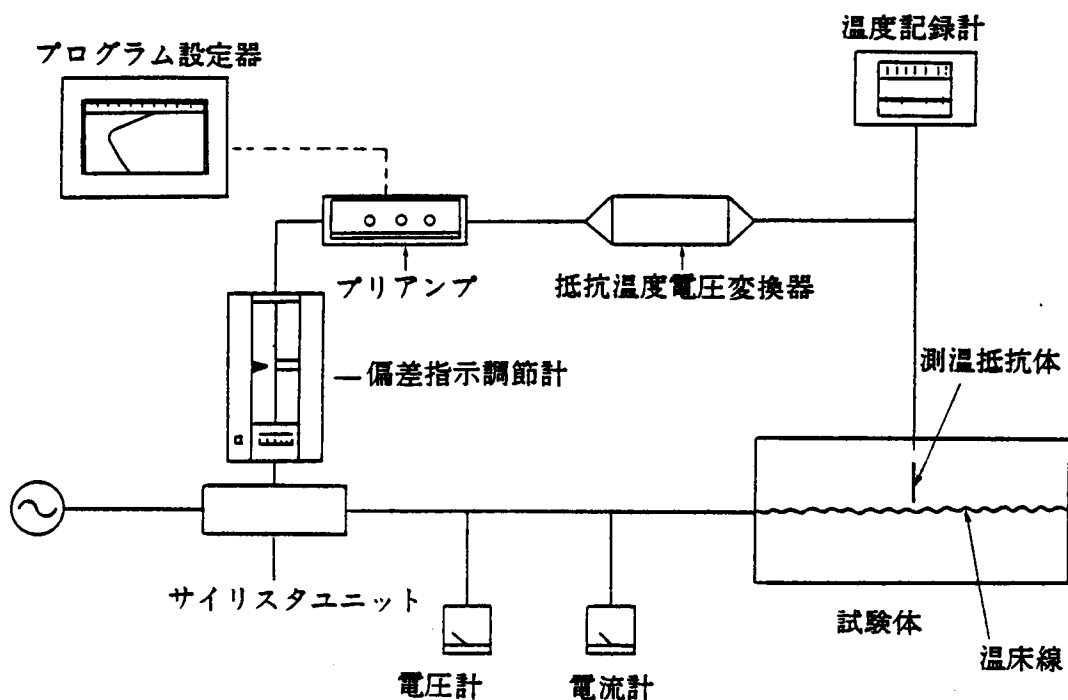 プログラム設定器
温度記録計
プリアンプ
抵抗温度電圧変換器
偏差指示調節計
測温抵抗体
サイリスタユニット
試験体
温床線
電圧計
電流計